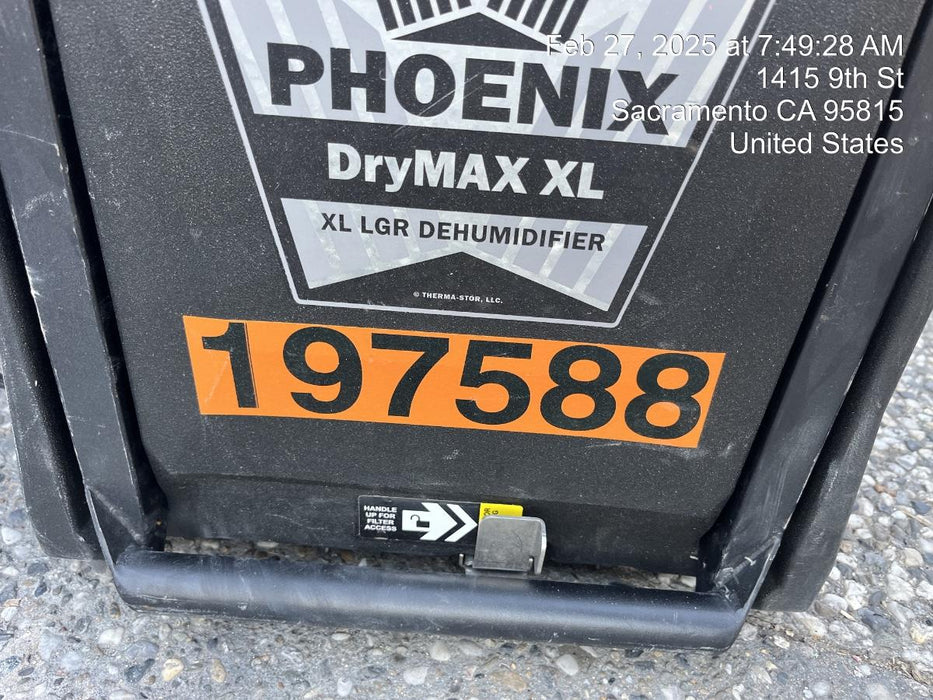 Feb 27, 2025 at 7:49:28 AM
1415 9th St
Sacramento CA 95815
United States
PHOENIX
DryMAX XL
XL LGR DEHUMIDIFIER
© THERMA-STOR, LLC.
197588
HANDLE
UP FOR
FILTER
ACCESS